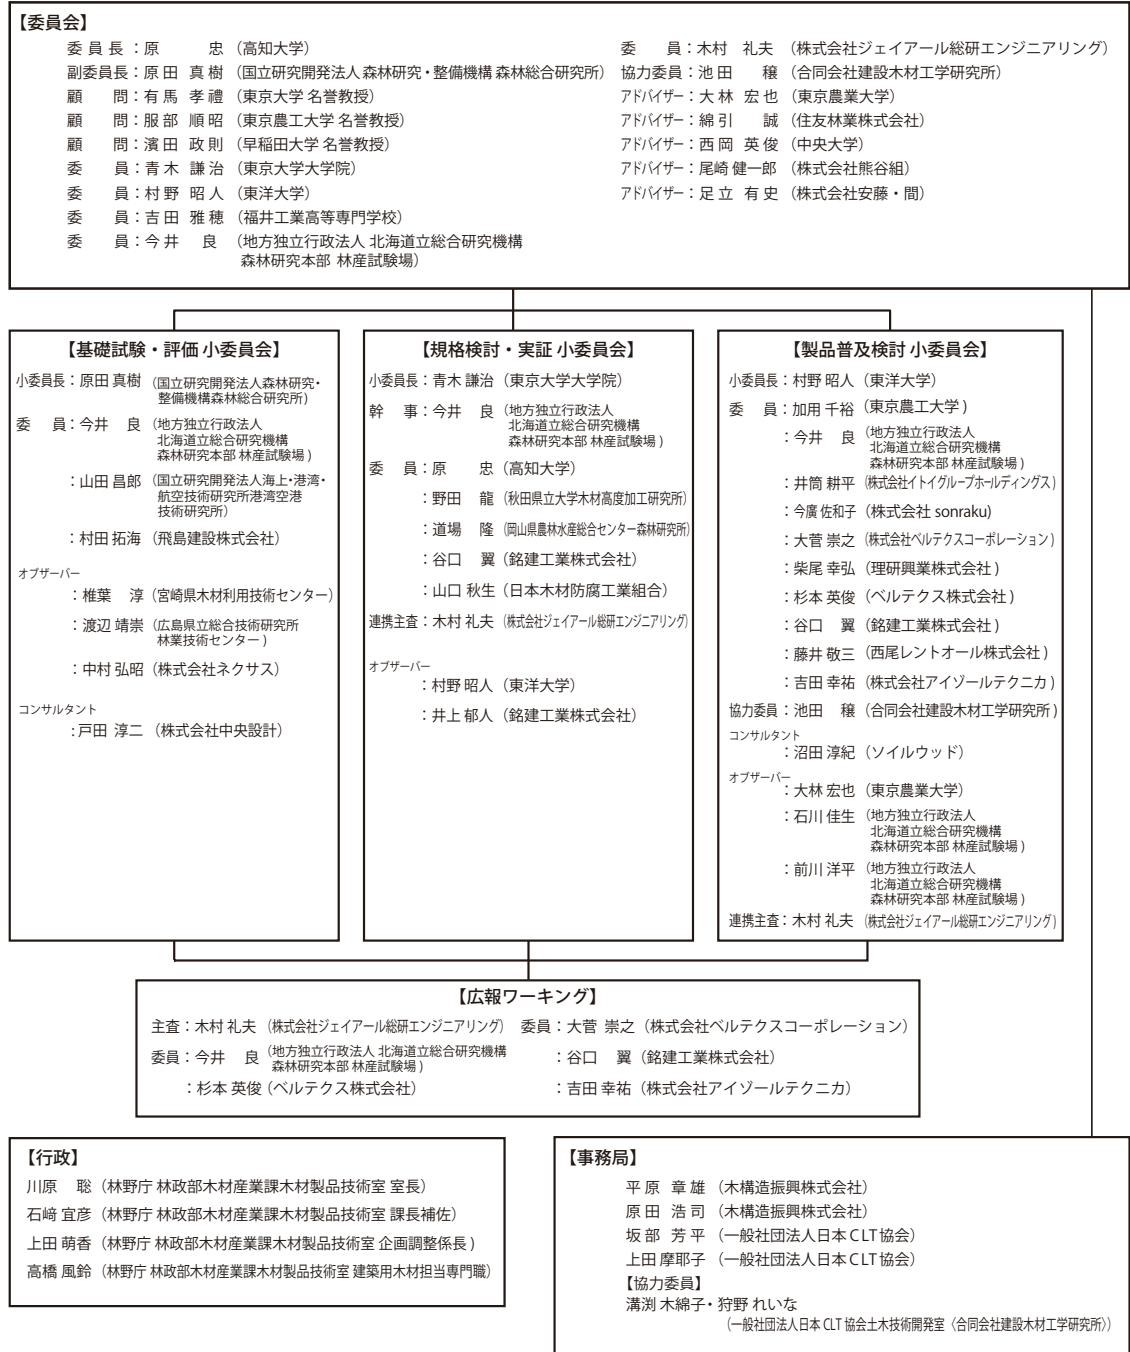 【委員会】
委員長：原　　忠（高知大学）
副委員長：原田 真樹（国立研究開発法人 森林研究・整備機構 森林総合研究所）
顧　問：有馬 孝禮（東京大学 名誉教授）
顧　問：服部 順昭（東京農工大学 名誉教授）
顧　問：濱田 政則（早稲田大学 名誉教授）
委　員：青木 謙治（東京大学大学院）
委　員：村野 昭人（東洋大学）
委　員：吉田 雅穂（福井工業高等専門学校）
委　員：今井　良（地方独立行政法人 北海道立総合研究機構
森林研究本部 林産試験場）
委　員：木村 礼夫（株式会社ジェイアール総研エンジニアリング）
協力委員：池田　穣（合同会社建設木材工学研究所）
アドバイザー：大林 宏也（東京農業大学）
アドバイザー：綿引　誠（住友林業株式会社）
アドバイザー：西岡 英俊（中央大学）
アドバイザー：尾崎 健一郎（株式会社熊谷組）
アドバイザー：足立 有史（株式会社安藤・間）
【基礎試験・評価 小委員会】
小委員長：原田 真樹（国立研究開発法人森林研究・
整備機構森林総合研究所）
委　員：今井　良（地方独立行政法人
北海道立総合研究機構
森林研究本部 林産試験場）
：山田 昌郎（国立研究開発法人海上・港湾・
航空技術研究所港湾空港
技術研究所）
：村田 拓海（飛島建設株式会社）
オブザーバー
：椎葉　淳（宮崎県木材利用技術センター）
：渡辺 靖崇（広島県立総合技術研究所
林業技術センター）
：中村 弘昭（株式会社ネクサス）
コンサルタント
：戸田 淳二（株式会社中央設計）
【規格検討・実証 小委員会】
小委員長：青木 謙治（東京大学大学院）
幹　事：今井　良（地方独立行政法人
北海道立総合研究機構
森林研究本部 林産試験場）
委　員：原　忠（高知大学）
：野田　龍（秋田県立大学木材高度加工研究所）
：道場　隆（岡山県農林水産総合センター森林研究所）
：谷口　翼（銘建工業株式会社）
：山口 秋生（日本木材防腐工業組合）
連携主査：木村 礼夫（株式会社ジェイアール総研エンジニアリング）
オブザーバー
：村野 昭人（東洋大学）
：井上 郁人（銘建工業株式会社）
【製品普及検討 小委員会】
小委員長：村野 昭人（東洋大学）
委　員：加用 千裕（東京農工大学）
：今井　良（地方独立行政法人
北海道立総合研究機構
森林研究本部 林産試験場）
：井筒 耕平（株式会社イトイグループホールディングス）
：今廣 佐和子（株式会社 sonraku）
：大菅 崇之（株式会社ベルテクスコーポレーション）
：柴尾 幸弘（理研興業株式会社）
：杉本 英俊（ベルテクス株式会社）
：谷口　翼（銘建工業株式会社）
：藤井 敬三（西尾レントオール株式会社）
：吉田 幸祐（株式会社アイゾールテクニカ）
協力委員：池田　穣（合同会社建設木材工学研究所）
コンサルタント
：沼田 淳紀（ソイルウッド）
オブザーバー
：大林 宏也（東京農業大学）
：石川 佳生（地方独立行政法人
北海道立総合研究機構
森林研究本部 林産試験場）
：前川 洋平（地方独立行政法人
北海道立総合研究機構
森林研究本部 林産試験場）
連携主査：木村 礼夫（株式会社ジェイアール総研エンジニアリング）
【広報ワーキング】
主査：木村 礼夫（株式会社ジェイアール総研エンジニアリング）
委員：今井　良（地方独立行政法人 北海道立総合研究機構
森林研究本部 林産試験場）
：杉本 英俊（ベルテクス株式会社）
委員：大菅 崇之（株式会社ベルテクスコーポレーション）
：谷口　翼（銘建工業株式会社）
：吉田 幸祐（株式会社アイゾールテクニカ）
【行政】
川原　聡（林野庁 林政部木材産業課木材製品技術室 室長）
石﨑 宜彦（林野庁 林政部木材産業課木材製品技術室 課長補佐）
上田 萌香（林野庁 林政部木材産業課木材製品技術室 企画調整係長）
高橋 風鈴（林野庁 林政部木材産業課木材製品技術室 建築用木材担当専門職）
【事務局】
平原 章雄（木構造振興株式会社）
原田 浩司（木構造振興株式会社）
坂部 芳平（一般社団法人日本CLT協会）
上田 摩耶子（一般社団法人日本CLT協会）
【協力委員】
溝渕 木綿子・狩野 れいな
（一般社団法人日本 CLT 協会土木技術開発室〈合同会社建設木材工学研究所〉）